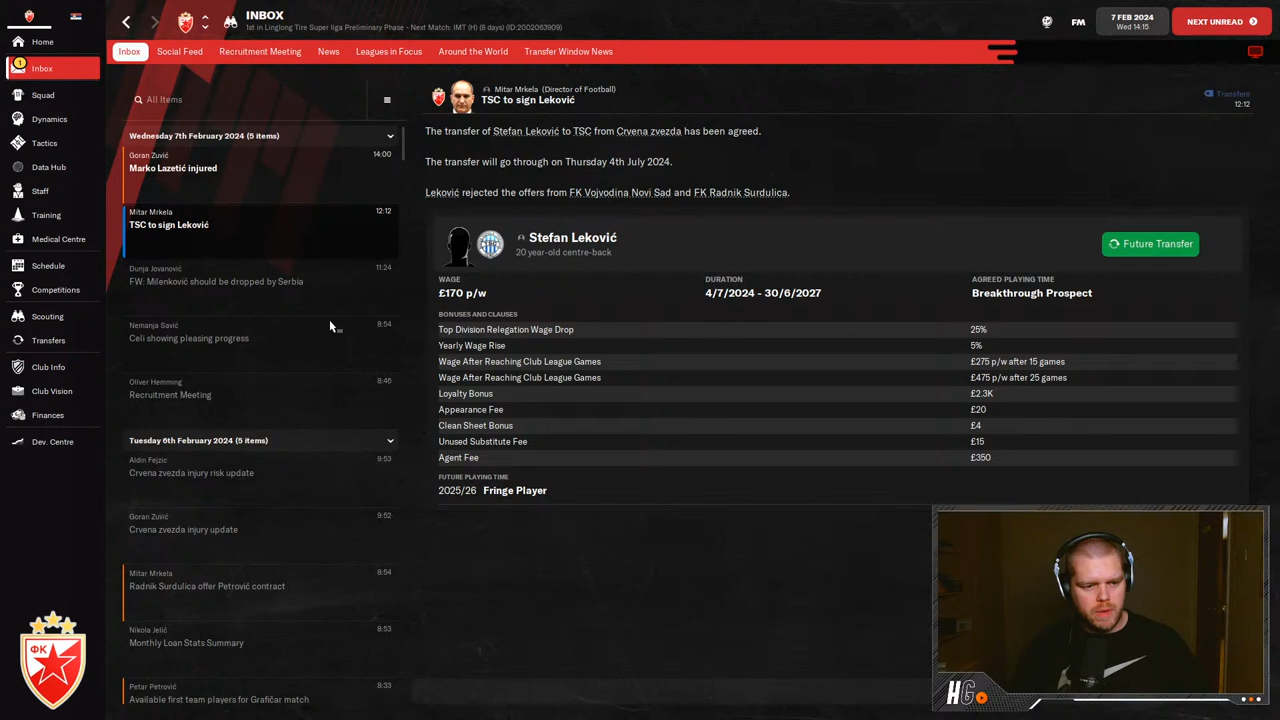 INBOX
1st in Linglong Tire Super liga Preliminary Phase - Next Match: IMT (H) (8 days) (ID:2002063909)
FM
7 FEB 2024
Wed 14:15
NEXT UNREAD
Home
1
Inbox
Squad
Dynamics
Tactics
Data Hub
Staff
Training
Medical Centre
Schedule
Competitions
Scouting
Transfers
Club Info
Club Vision
Finances
Dev. Centre
ФК
Inbox
Social Feed
Recruitment Meeting
News
Leagues in Focus
Around the World
Transfer Window News
All Items
Wednesday 7th February 2024 (5 items)
Goran Zuvić 14:00
Marko Lazetić injured
Mitar Mrkela 12:12
TSC to sign Leković
Dunja Jovanović 11:24
FW: Milenković should be dropped by Serbia
Nemanja Savić 8:54
Celi showing pleasing progress
Oliver Hemming 8:46
Recruitment Meeting
Tuesday 6th February 2024 (5 items)
Aldin Fejzic 9:53
Crvena zvezda injury risk update
Goran Zuvić 9:52
Crvena zvezda injury update
Mitar Mrkela 8:54
Radnik Surdulica offer Petrović contract
Nikola Jelić 8:53
Monthly Loan Stats Summary
Petar Petrović 8:33
Available first team players for Grafičar match
Mitar Mrkela (Director of Football)
TSC to sign Leković
Transfers
12:12
The transfer of Stefan Leković to TSC from Crvena zvezda has been agreed.
The transfer will go through on Thursday 4th July 2024.
Leković rejected the offers from FK Vojvodina Novi Sad and FK Radnik Surdulica.
Stefan Leković
20 year-old centre-back
Future Transfer
WAGE DURATION AGREED PLAYING TIME
£170 p/w 4/7/2024 - 30/6/2027 Breakthrough Prospect
BONUSES AND CLAUSES
Top Division Relegation Wage Drop 25%
Yearly Wage Rise 5%
Wage After Reaching Club League Games £275 p/w after 15 games
Wage After Reaching Club League Games £475 p/w after 25 games
Loyalty Bonus £2.3K
Appearance Fee £20
Clean Sheet Bonus £4
Unused Substitute Fee £15
Agent Fee £350
FUTURE PLAYING TIME
2025/26 Fringe Player
HG